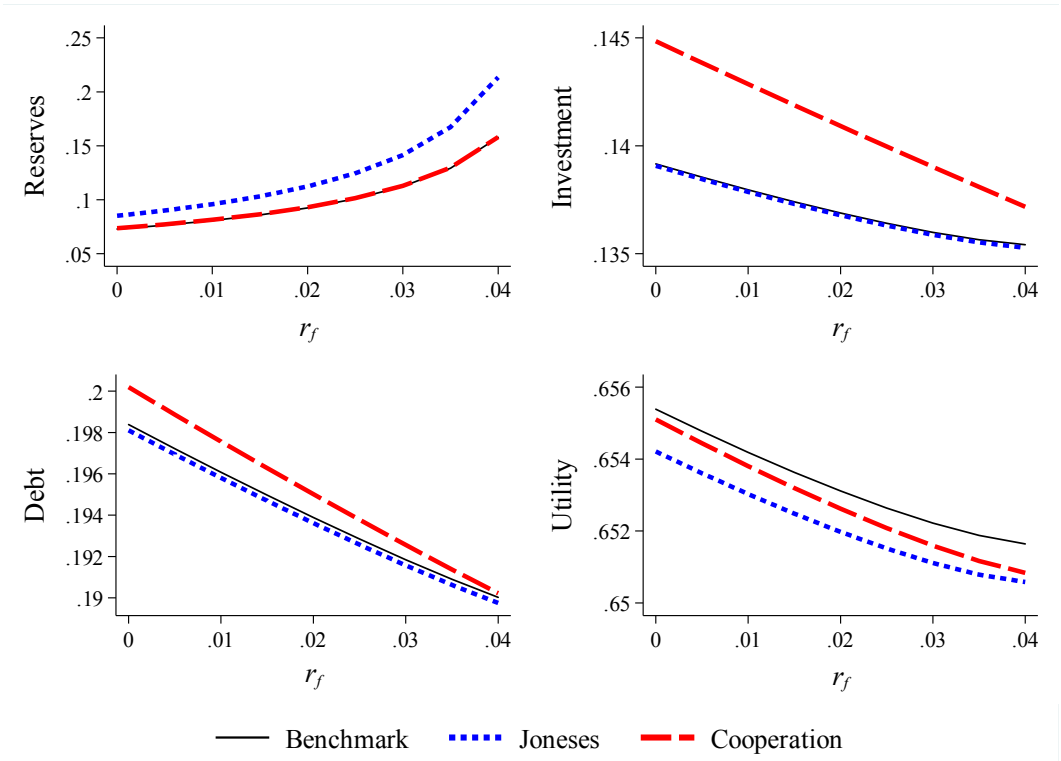 Reserves
.25
.2
.15
.1
.05
0 .01 .02 .03 .04
r_f
Investment
.145
.14
.135
0 .01 .02 .03 .04
r_f
Debt
.2
.198
.196
.194
.192
.19
0 .01 .02 .03 .04
r_f
Utility
.656
.654
.652
.65
0 .01 .02 .03 .04
r_f
Benchmark Joneses Cooperation